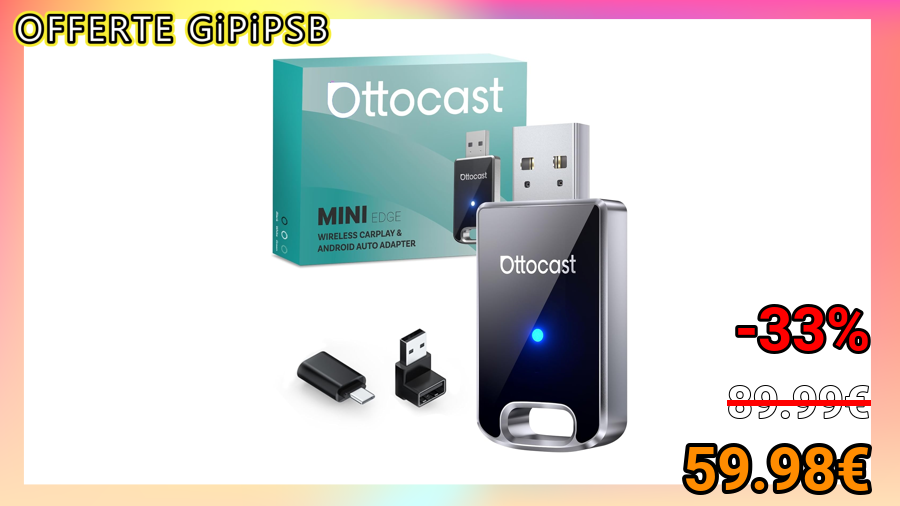 OFFERTE GiPiPSB
Ottocast
Ottocast
MINI EDGE
WIRELESS CARPLAY &
ANDROID AUTO ADAPTER
Ottocast
-33%
89.99€
59.98€